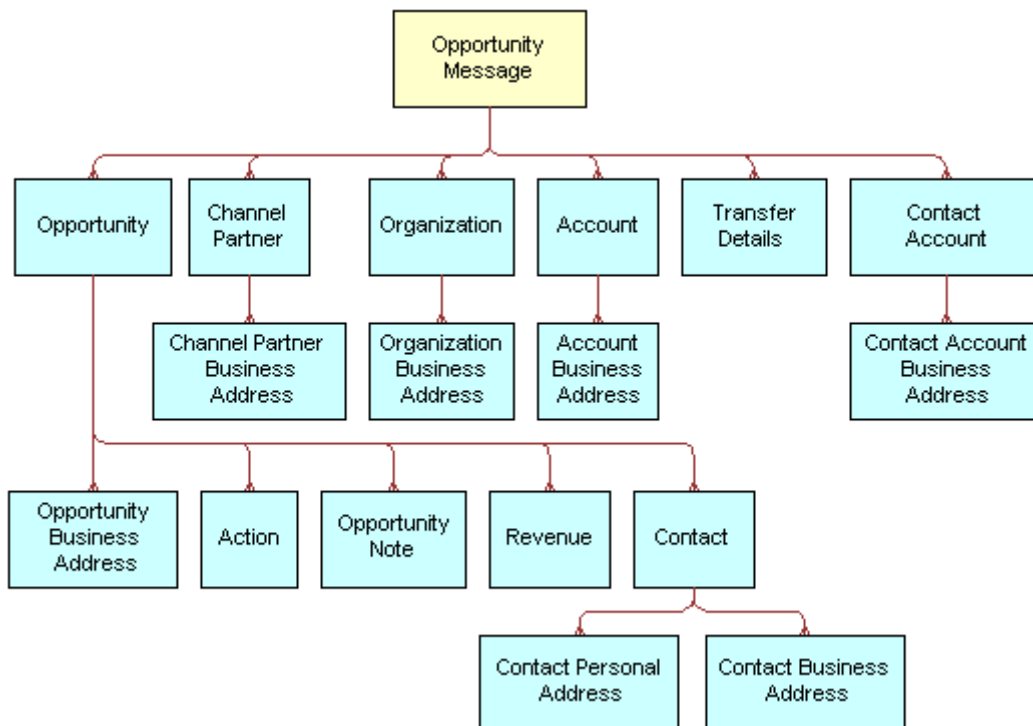 Opportunity
Message
Opportunity
Channel
Partner
Organization
Account
Transfer
Details
Contact
Account
Channel Partner
Business
Address
Organization
Business
Address
Account
Business
Address
Contact Account
Business
Address
Opportunity
Business
Address
Action
Opportunity
Note
Revenue
Contact
Contact Personal
Address
Contact Business
Address